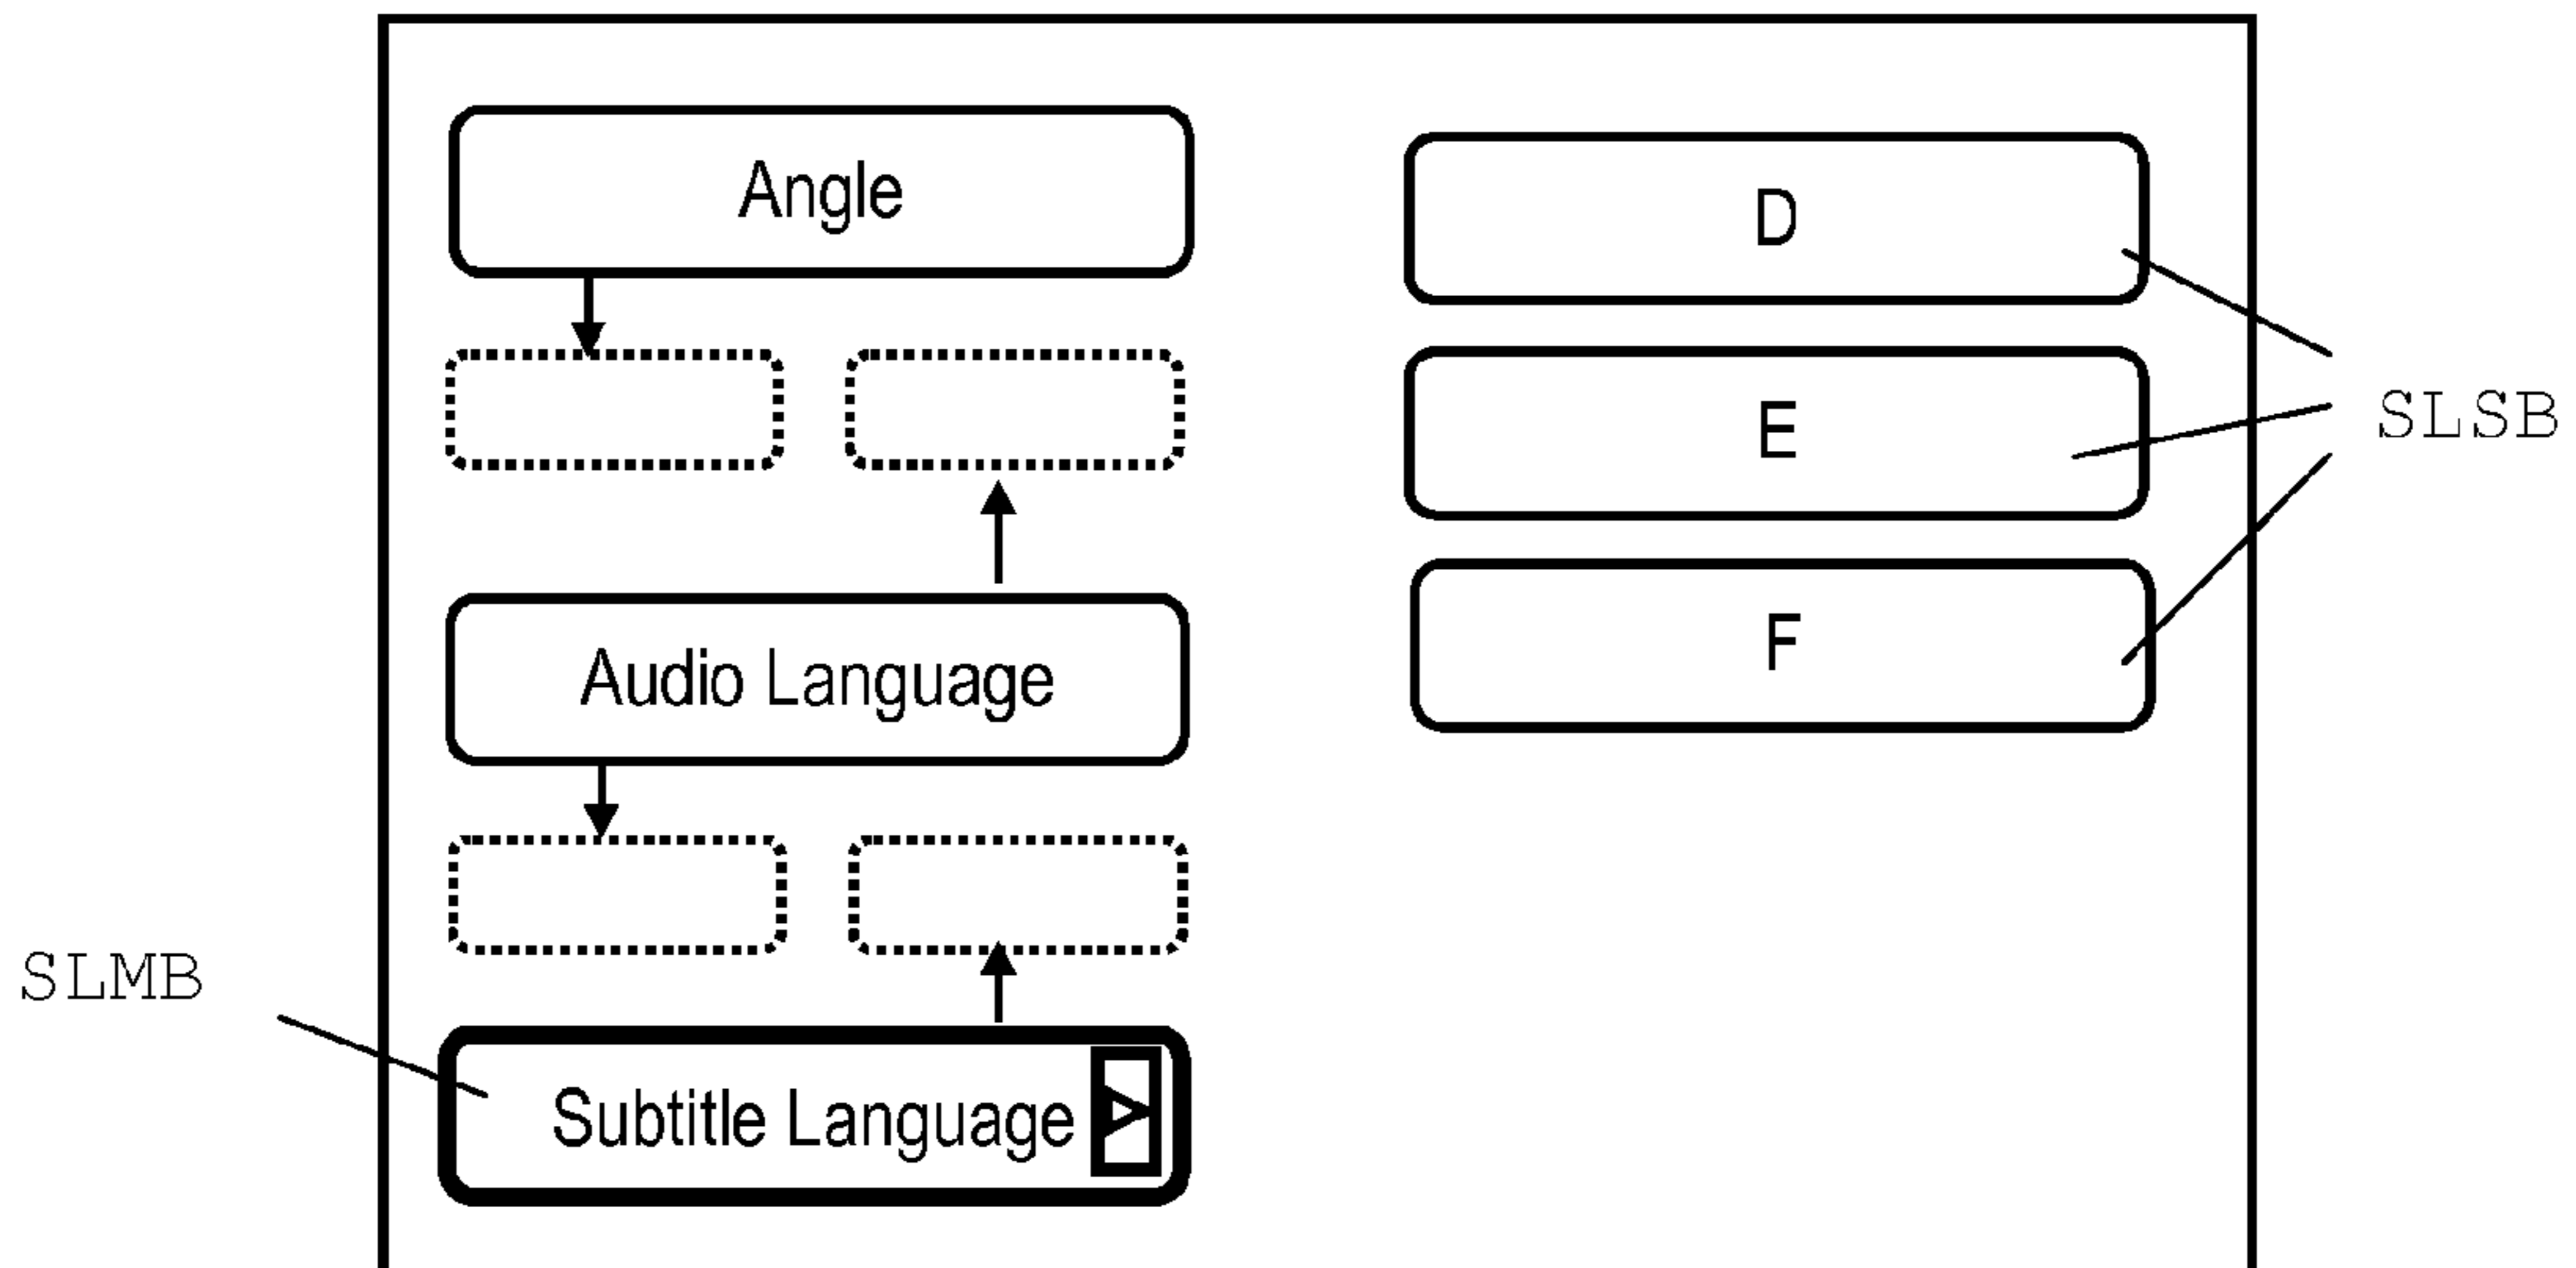 Angle
D
E
SLSB
F
Audio Language
SLMB
Subtitle Language